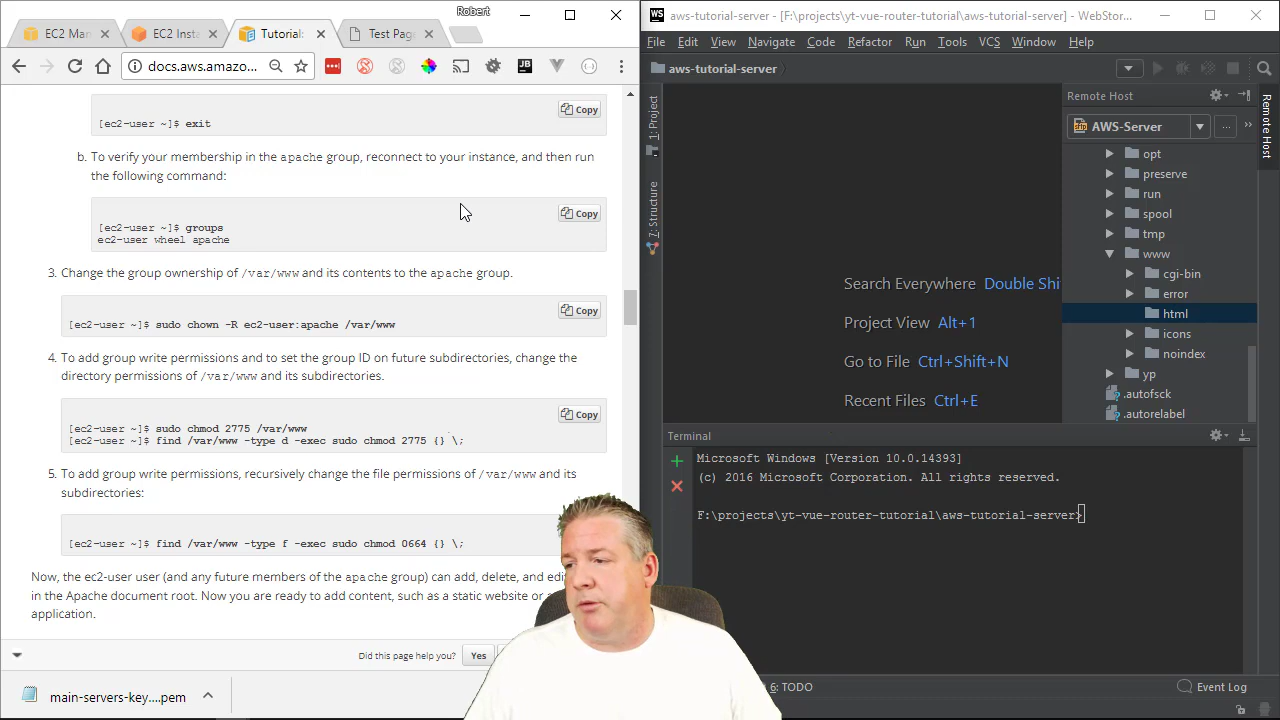 Robert
EC2 Man
EC2 Insta
Tutorial:
Test Page
docs.aws.amazo
Copy
[ec2-user ~]$ exit
b. To verify your membership in the apache group, reconnect to your instance, and then run
the following command:
Copy
[ec2-user ~]$ groups
ec2-user wheel apache
3. Change the group ownership of /var/www and its contents to the apache group.
Copy
[ec2-user ~]$ sudo chown -R ec2-user:apache /var/www
4. To add group write permissions and to set the group ID on future subdirectories, change the
directory permissions of /var/www and its subdirectories.
Copy
[ec2-user ~]$ sudo chmod 2775 /var/www
[ec2-user ~]$ find /var/www -type d -exec sudo chmod 2775 {} \;
5. To add group write permissions, recursively change the file permissions of /var/www and its
subdirectories:
[ec2-user ~]$ find /var/www -type f -exec sudo chmod 0664 {} \;
Now, the ec2-user user (and any future members of the apache group) can add, delete, and edi
in the Apache document root. Now you are ready to add content, such as a static website or a
application.
Did this page help you? Yes
main-servers-key....pem
WS aws-tutorial-server - [F:\projects\yt-vue-router-tutorial\aws-tutorial-server] - WebStor...
File Edit View Navigate Code Refactor Run Tools VCS Window Help
aws-tutorial-server
1: Project
7: Structure
Search Everywhere Double Shi
Project View Alt+1
Go to File Ctrl+Shift+N
Recent Files Ctrl+E
Remote Host
AWS-Server
opt
preserve
run
spool
tmp
www
cgi-bin
error
html
icons
noindex
yp
.autofsck
.autorelabel
Remote Host
Terminal
Microsoft Windows [Version 10.0.14393]
(c) 2016 Microsoft Corporation. All rights reserved.
F:\projects\yt-vue-router-tutorial\aws-tutorial-server>
6: TODO
Event Log